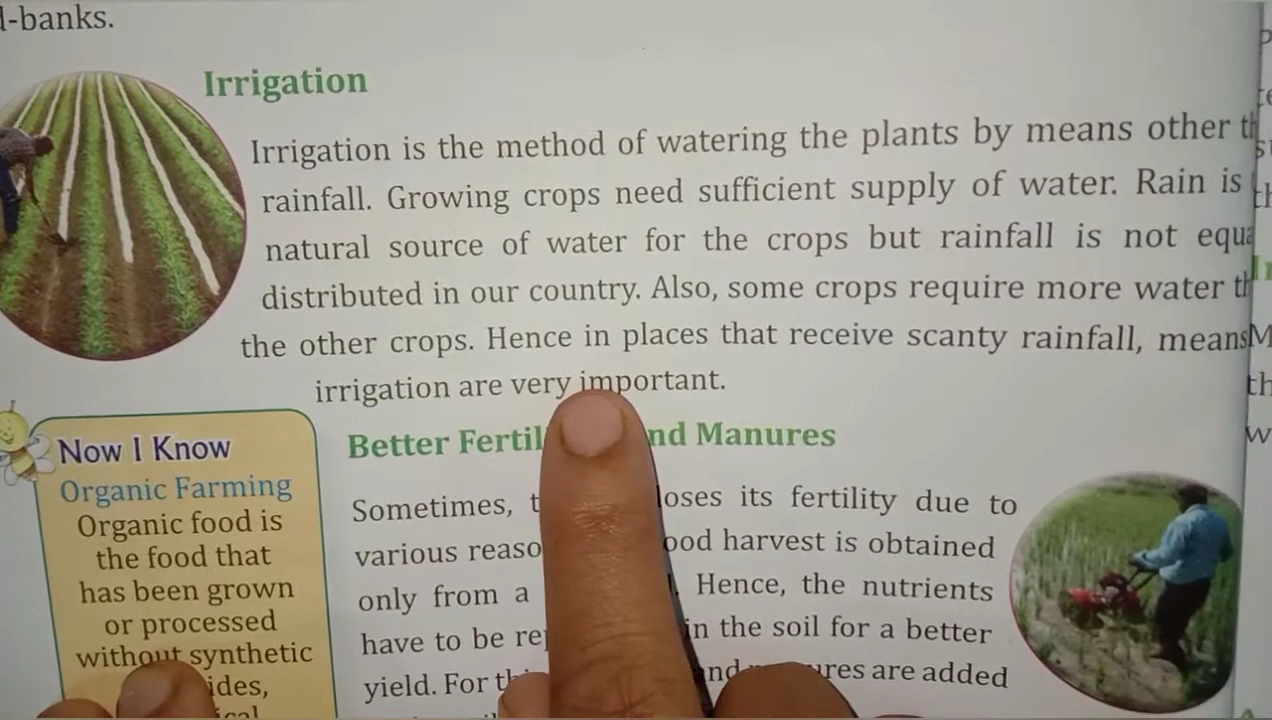 d-banks.
Irrigation
Irrigation is the method of watering the plants by means other
rainfall. Growing crops need sufficient supply of water. Rain is
natural source of water for the crops but rainfall is not
distributed in our country. Also, some crops require more water
the other crops. Hence in places that receive scanty rainfall, means
irrigation are very important.
Better and Manures
Sometimes, loses its fertility due to
various harvest is obtained
only from a Hence, the nutrients
have to be in the soil for a better
yield. For and are added
Now I Know
Organic Farming
Organic food is
the food that
has been grown
or processed
without synthetic